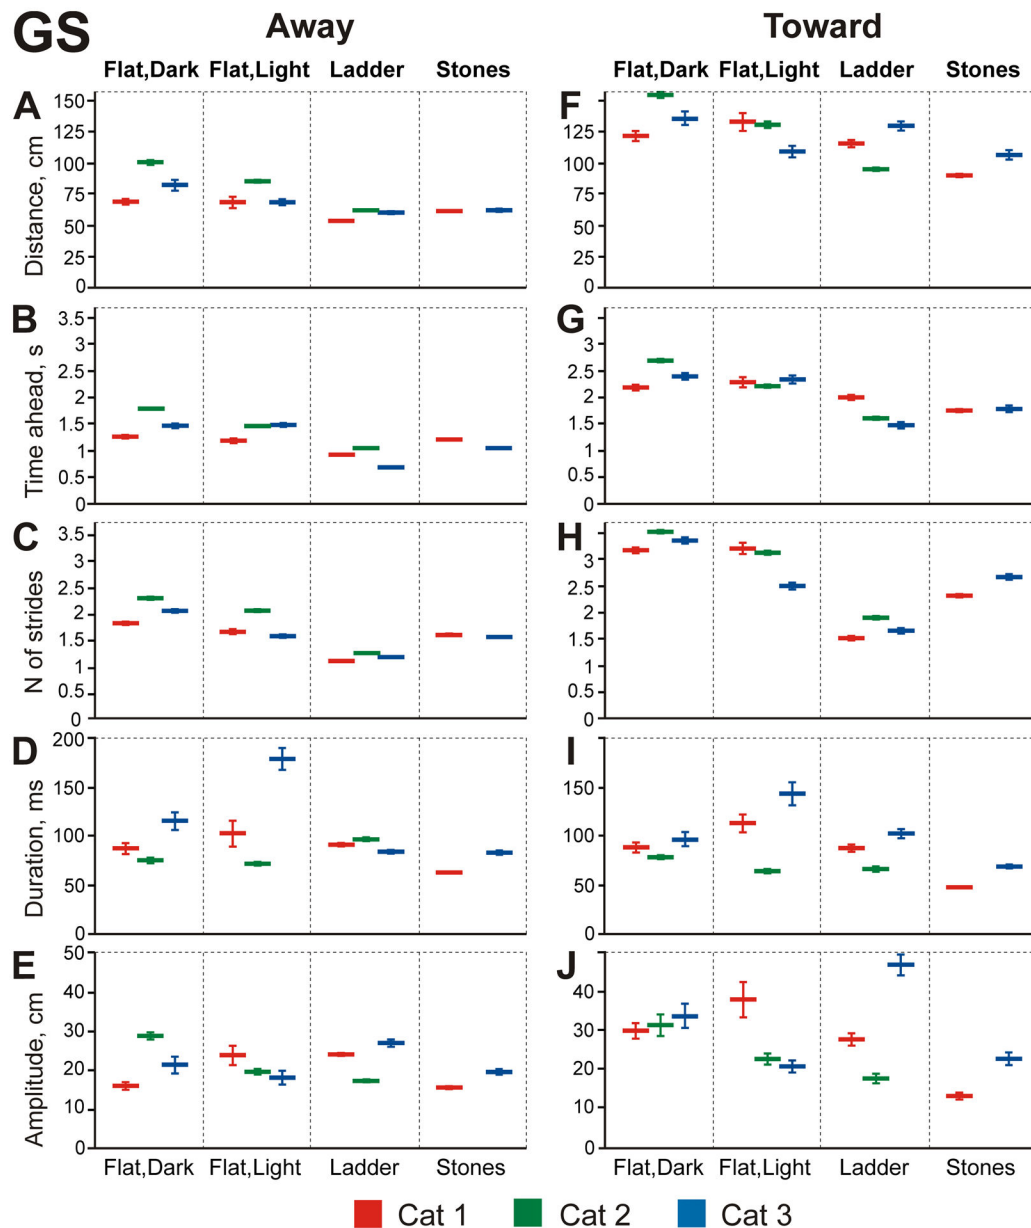 GS Away Toward
Flat,Dark Flat,Light Ladder Stones Flat,Dark Flat,Light Ladder Stones
A F
Distance, cm
150 125 100 75 50 25 0
150 125 100 75 50 25 0
B G
Time ahead, s
3.5 3 2.5 2 1.5 1 0.5 0
3.5 3 2.5 2 1.5 1 0.5 0
C H
N of strides
3.5 3 2.5 2 1.5 1 0.5 0
3 2.5 2 1.5 1 0.5 0
D I
Duration, ms
200 150 100 50 0
150 100 50 0
E J
Amplitude, cm
50 40 30 20 10 0
40 30 20 10 0
Flat,Dark Flat,Light Ladder Stones Flat,Dark Flat,Light Ladder Stones
Cat 1 Cat 2 Cat 3